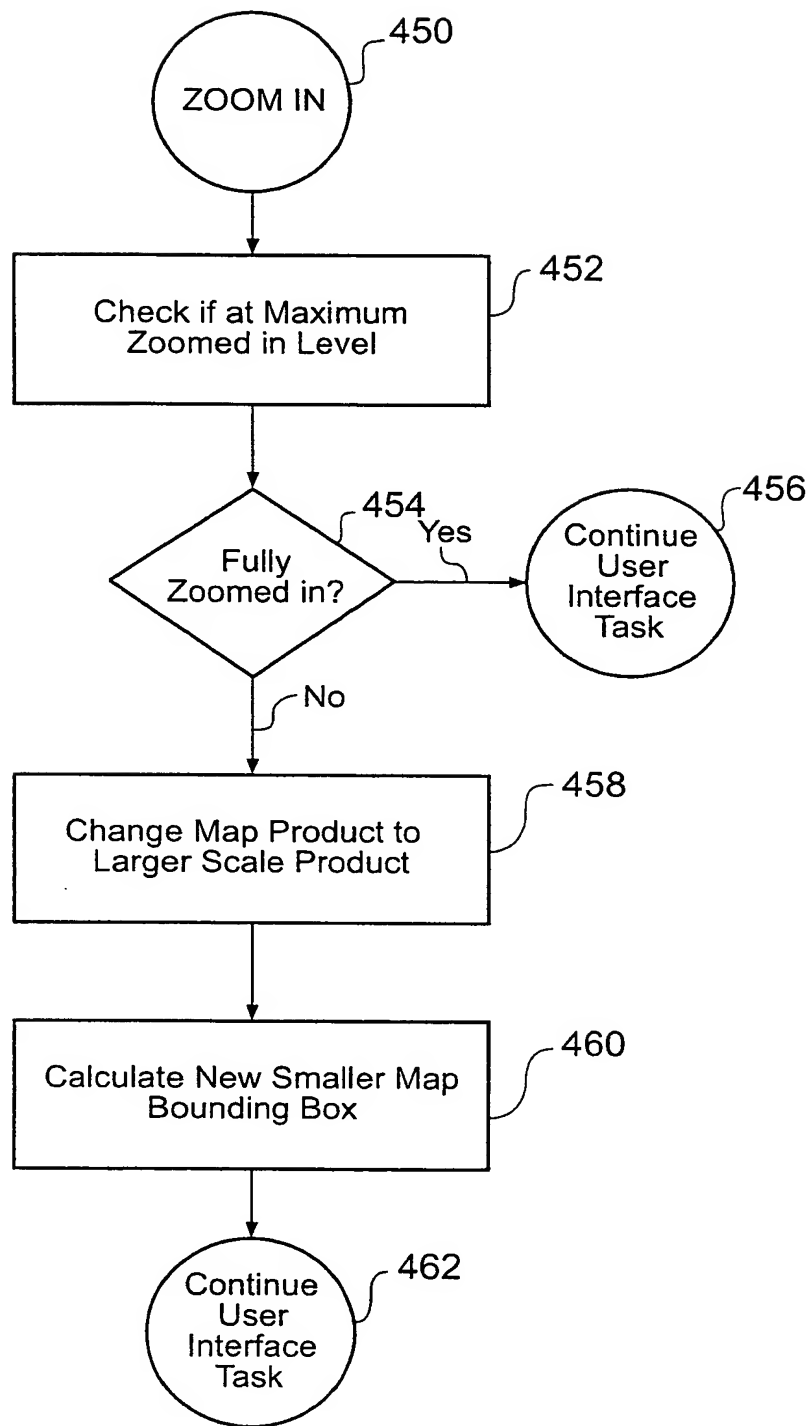 450
ZOOM IN
452
Check if at Maximum
Zoomed in Level
454
Yes
456
Fully
Zoomed in?
Continue
User
Interface
Task
No
458
Change Map Product to
Larger Scale Product
460
Calculate New Smaller Map
Bounding Box
462
Continue
User
Interface
Task